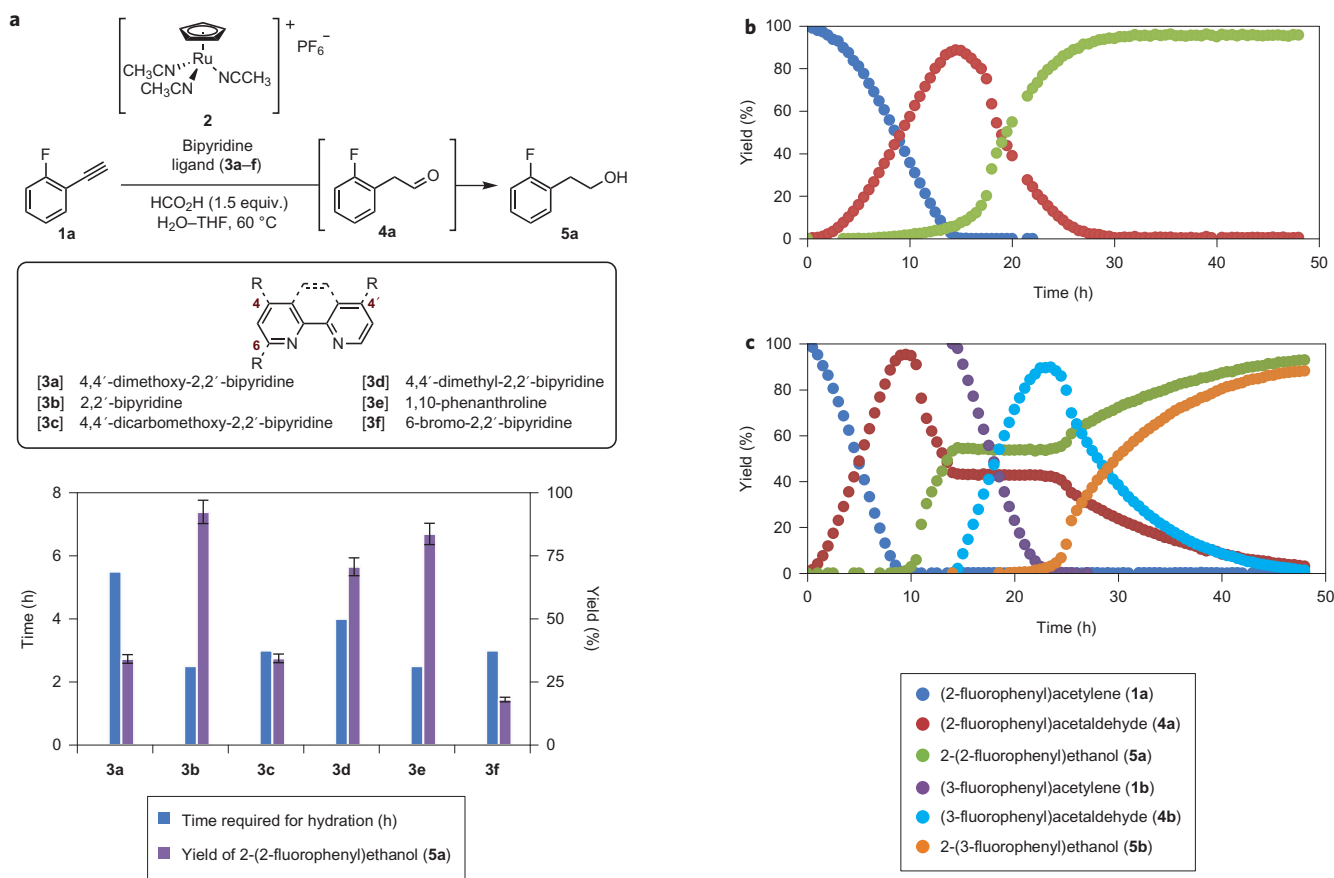 a
+
PF6−
Ru
CH3CN
NCCH3
CH3CN
2
F
1a
Bipyridine
ligand (3a–f)
HCO2H (1.5 equiv.)
H2O–THF, 60 °C
F
O
4a
F
OH
5a
R
R
4
4′
6
N
N
R
[3a] 4,4′-dimethoxy-2,2′-bipyridine
[3b] 2,2′-bipyridine
[3c] 4,4′-dicarbomethoxy-2,2′-bipyridine
[3d] 4,4′-dimethyl-2,2′-bipyridine
[3e] 1,10-phenanthroline
[3f] 6-bromo-2,2′-bipyridine
8
6
4
2
0
Time (h)
100
75
50
25
0
Yield (%)
3a 3b 3c 3d 3e 3f
Time required for hydration (h)
Yield of 2-(2-fluorophenyl)ethanol (5a)
b
100
80
60
40
20
0
Yield (%)
0 10 20 30 40 50
Time (h)
c
100
80
60
40
20
0
Yield (%)
0 10 20 30 40 50
Time (h)
(2-fluorophenyl)acetylene (1a)
(2-fluorophenyl)acetaldehyde (4a)
2-(2-fluorophenyl)ethanol (5a)
(3-fluorophenyl)acetylene (1b)
(3-fluorophenyl)acetaldehyde (4b)
2-(3-fluorophenyl)ethanol (5b)